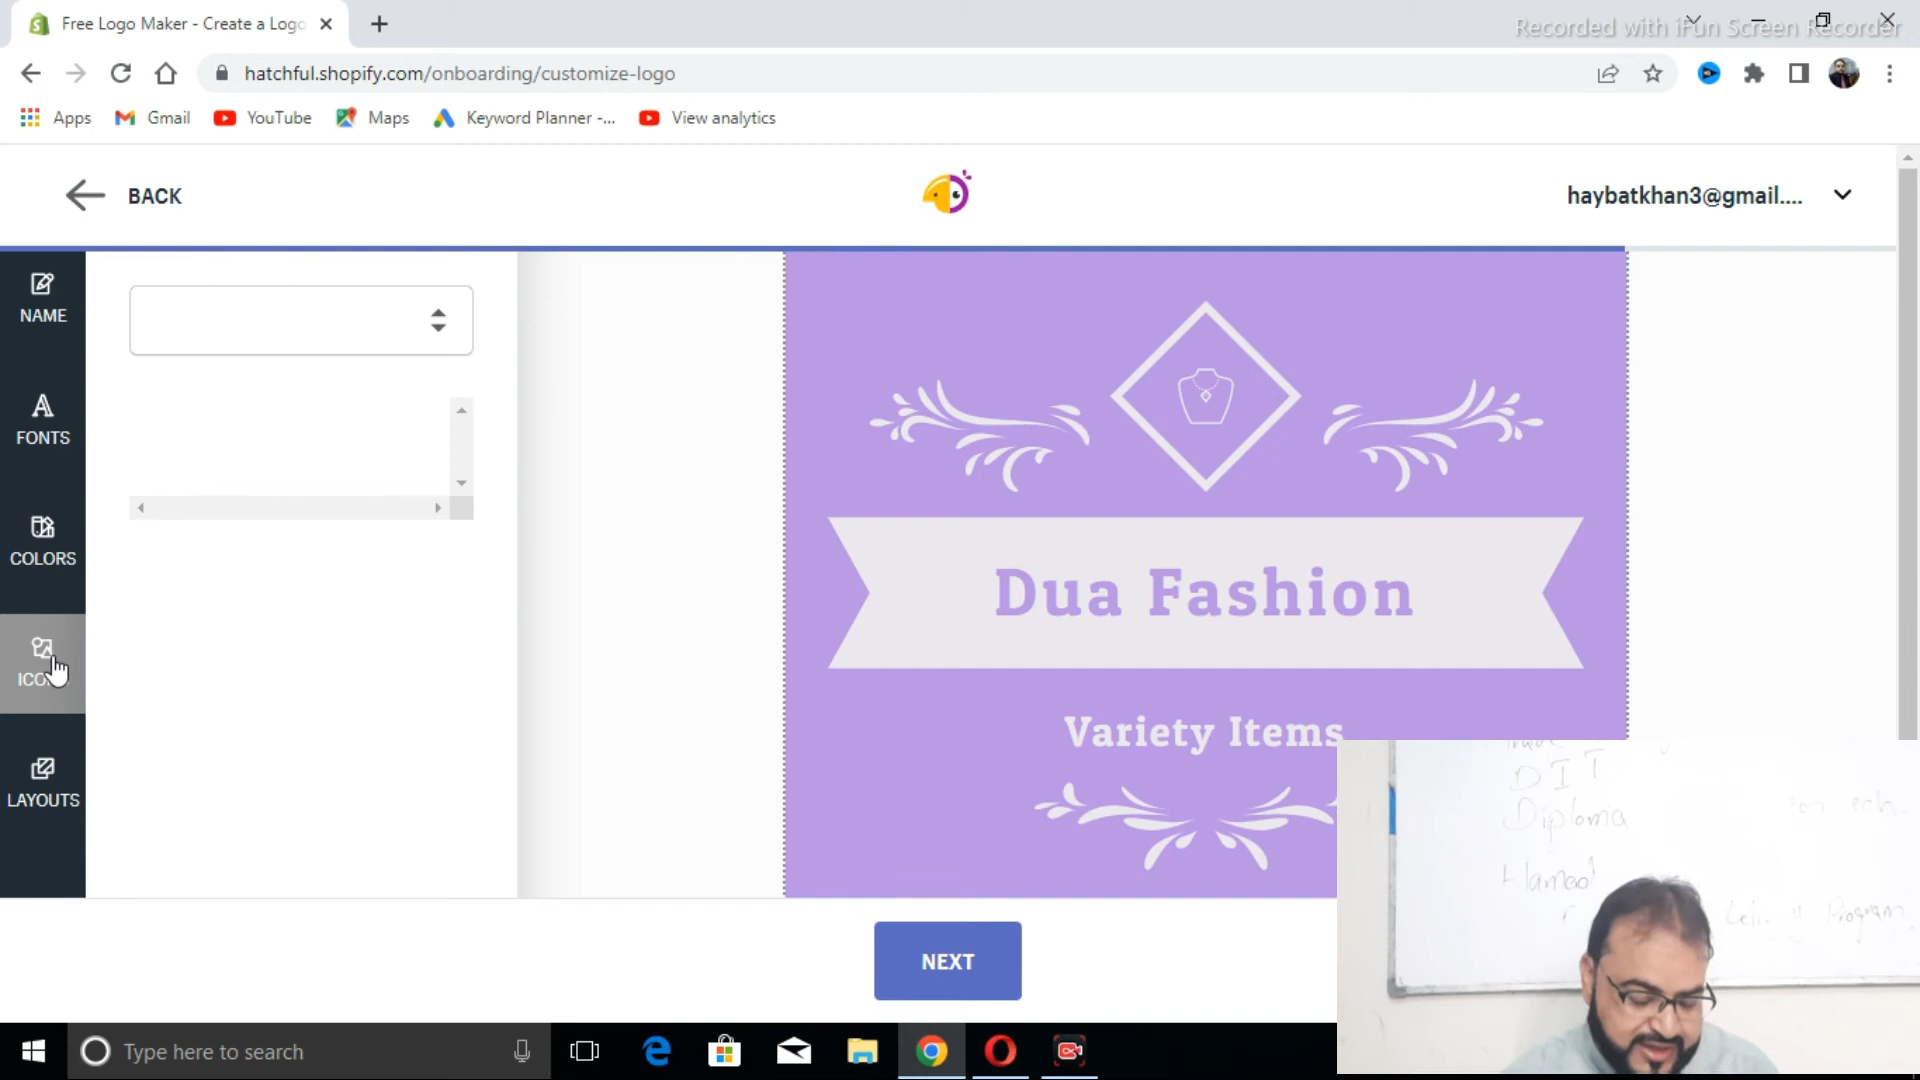 Free Logo Maker - Create a Logo
Recorded with iFun Screen Recorder
hatchful.shopify.com/onboarding/customize-logo
Apps
Gmail
YouTube
Maps
Keyword Planner -...
View analytics
BACK
haybatkhan3@gmail....
NAME
FONTS
COLORS
LAYOUTS
Dua Fashion
Variety Items
NEXT
DIT
Diploma
Program
Type here to search